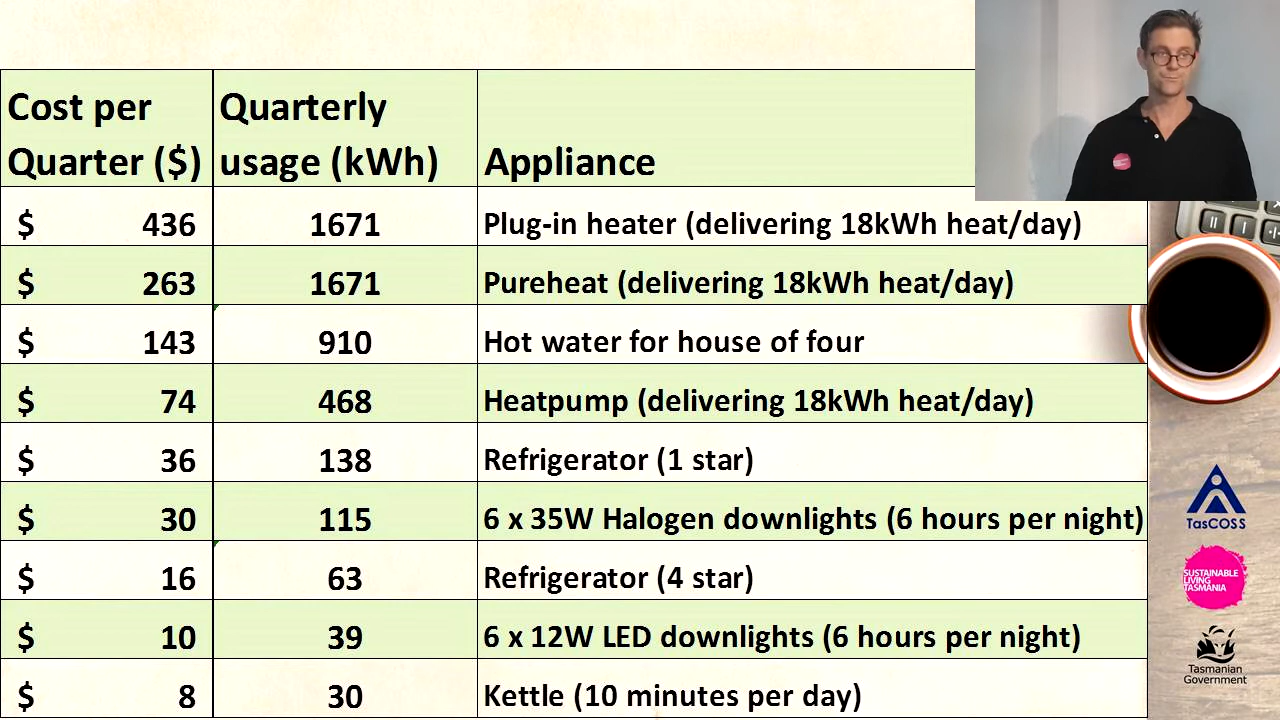 Cost per Quarter ($) Quarterly usage (kWh) Appliance
$ 436 1671 Plug-in heater (delivering 18kWh heat/day)
$ 263 1671 Pureheat (delivering 18kWh heat/day)
$ 143 910 Hot water for house of four
$ 74 468 Heatpump (delivering 18kWh heat/day)
$ 36 138 Refrigerator (1 star)
$ 30 115 6 x 35W Halogen downlights (6 hours per night)
$ 16 63 Refrigerator (4 star)
$ 10 39 6 x 12W LED downlights (6 hours per night)
$ 8 30 Kettle (10 minutes per day)
TasCOSS
SUSTAINABLE
LIVING
TASMANIA
Tasmanian
Government